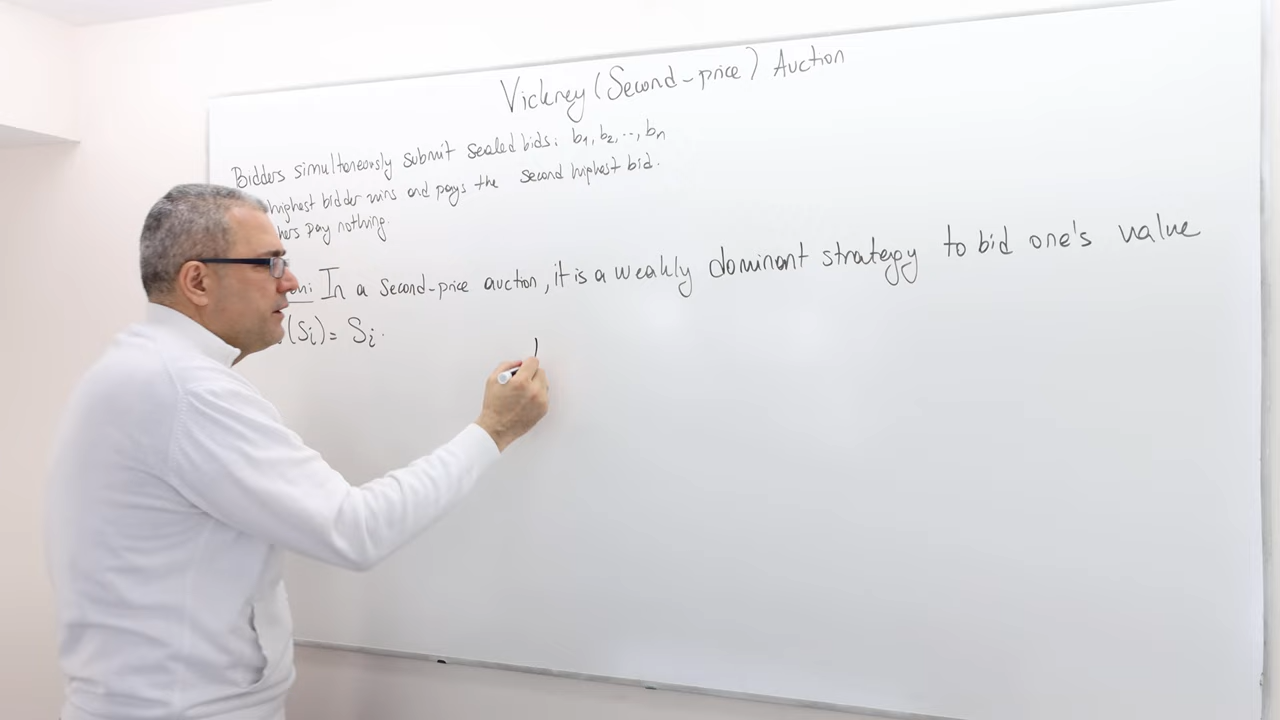 Vickrey (Second-price) Auction
Bidders simultaneously submit sealed bids: b1, b2, .., bn
highest bidder wins and pays the second highest bid.
pay nothing.
In a second-price auction, it is a weakly dominant strategy to bid one's value
(Si) = Si.